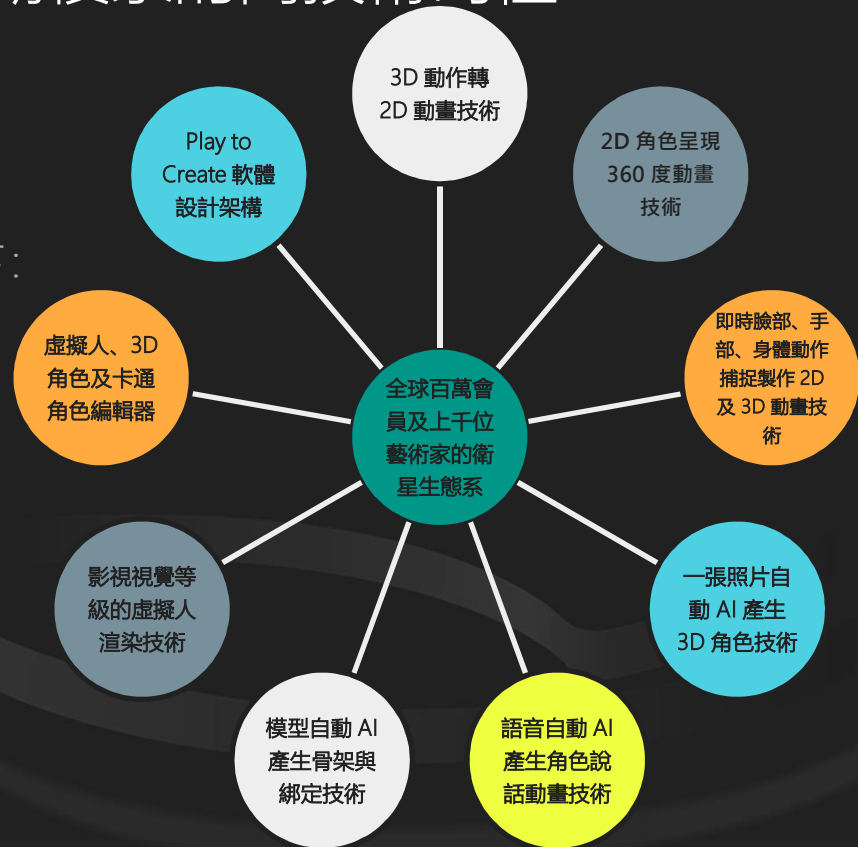 3D 動作轉
2D 動畫技術
2D 角色呈現
360 度動畫
技術
即時臉部、手
部、身體動作
捕捉製作 2D
及 3D 動畫技
術
一張照片自
動 AI 產生
3D 角色技術
語音自動 AI
產生角色說
話動畫技術
模型自動 AI
產生骨架與
綁定技術
影視視覺等
級的虛擬人
渲染技術
虛擬人、3D
角色及卡通
角色編輯器
Play to
Create 軟體
設計架構
全球百萬會
員及上千位
藝術家的衛
星生態系